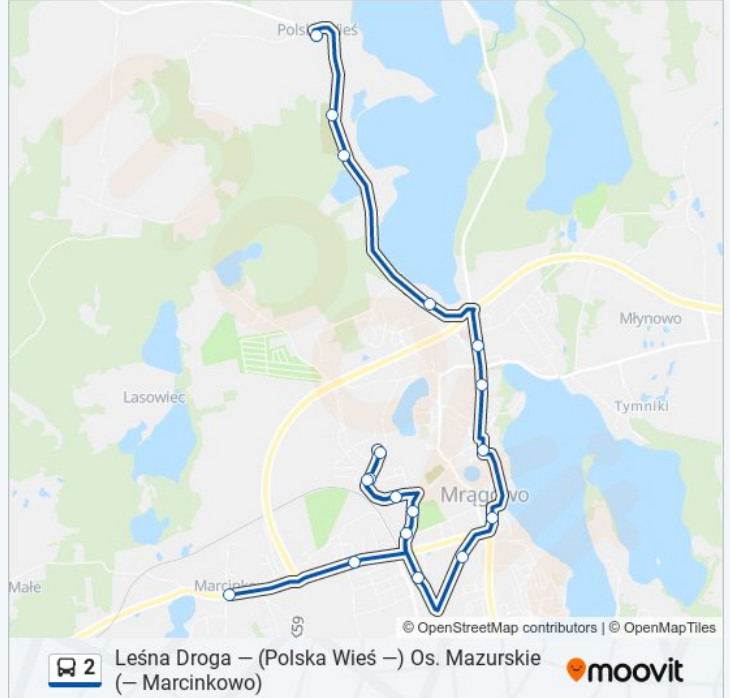 Polska Wieś
Młynowo
Lasowiec
Tymniki
Mrągowo
Małe
Marcinkowo
59
© OpenStreetMap contributors | © OpenMapTiles
2
Leśna Droga — (Polska Wieś —) Os. Mazurskie
(— Marcinkowo)
moovit